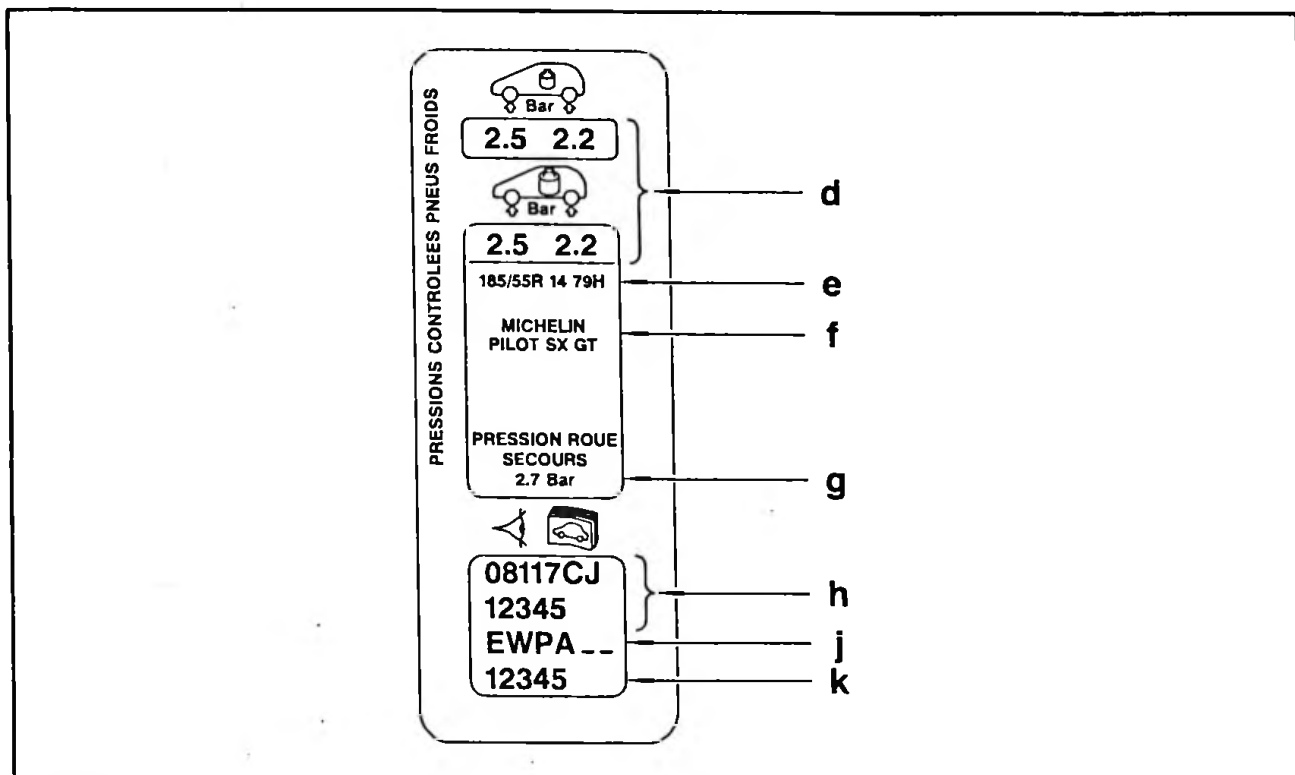 PRESSIONS CONTROLEES PNEUS FROIDS
Bar
2.5 2.2
Bar
2.5 2.2
d
185/55R 14 79H
e
MICHELIN
PILOT SX GT
f
PRESSION ROUE
SECOURS
2.7 Bar
g
08117CJ
12345
h
EWPA _ _
j
12345
k